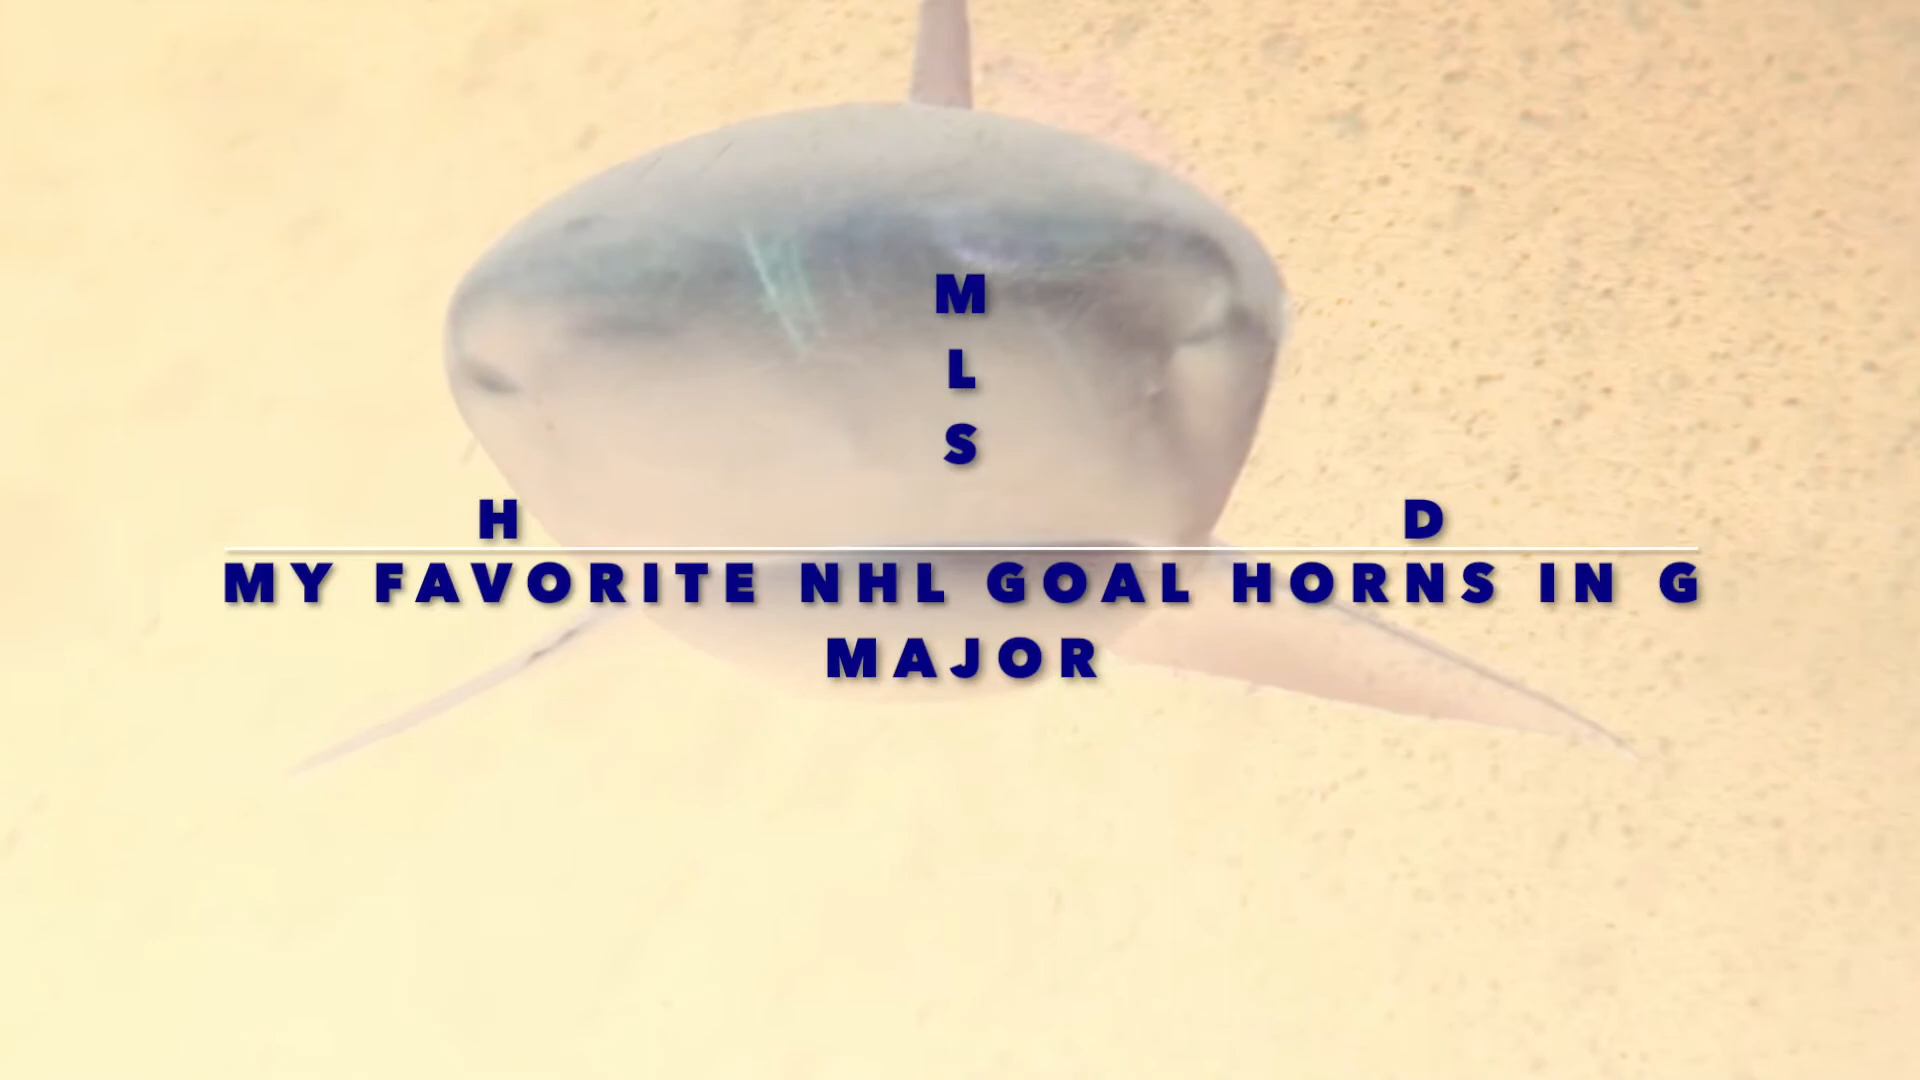 M
L
S
H D
MY FAVORITE NHL GOAL HORNS IN G
MAJOR